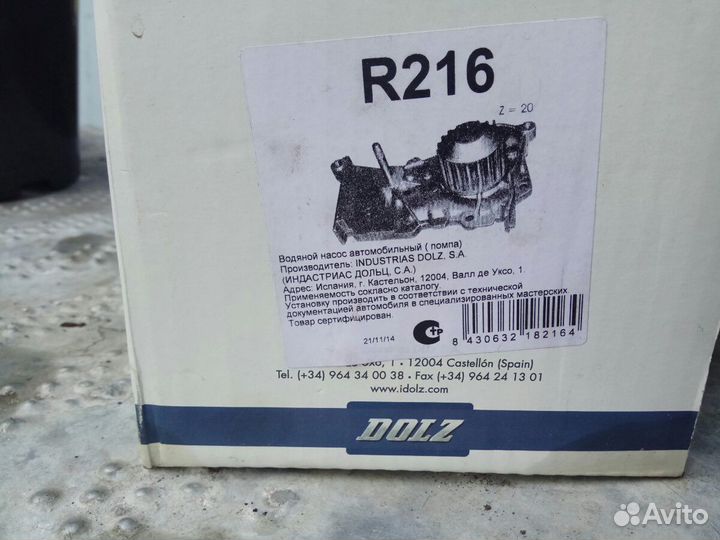 R216
Z = 20
Водяной насос автомобильный ( помпа)
Производитель: INDUSTRIAS DOLZ, S.A.
(ИНДАСТРИАС ДОЛЬЦ, С.А.)
Адрес: Испания, г. Кастельон, 12004, Валл де Уксо, 1.
Применяемость согласно каталогу.
Установку производить в соответствии с технической
документацией автомобиля в специализированных мастерских.
Товар сертифицирован.
21/11/14
8 430632 182164
1 • 12004 Castellón (Spain)
Tel. (+34) 964 34 00 38 • Fax (+34) 964 24 13 01
www.idolz.com
DOLZ
Avito